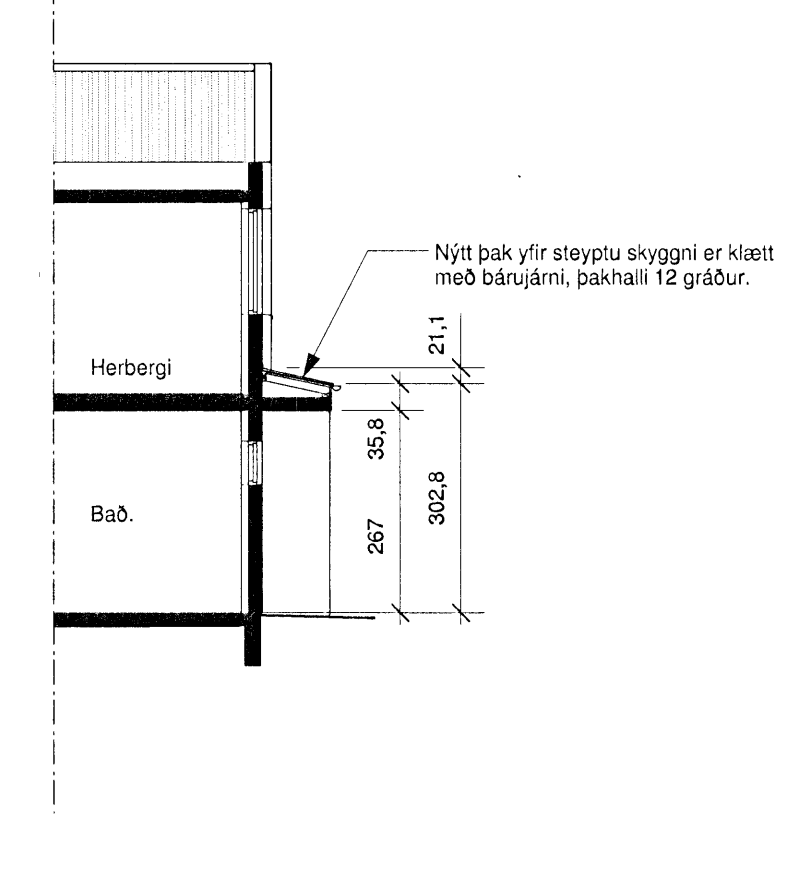 Nýtt þak yfir steyptu skyggni er klætt
með bárujárni, þakhalli 12 gráður.
21,1
Herbergi
35,8
302,8
Bað.
267